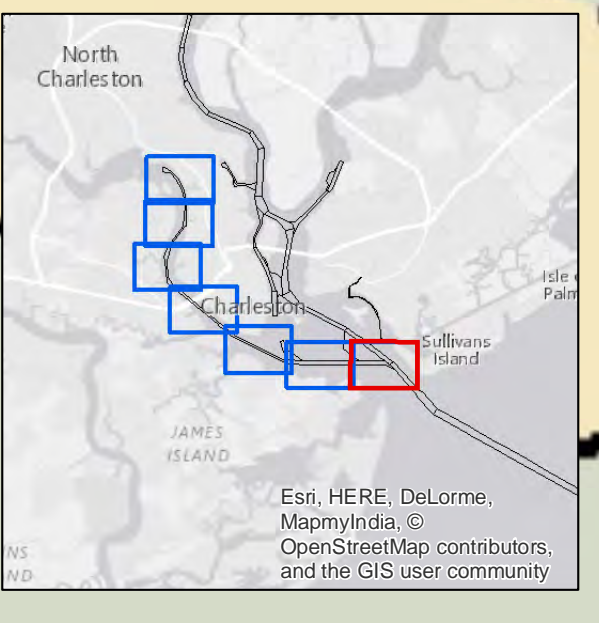 North
Charleston
Charleston
Isle
Palm
Sullivans
Island
JAMES
ISLAND
Esri, HERE, DeLorme,
MapmyIndia, ©
OpenStreetMap contributors,
and the GIS user community
NS
ND